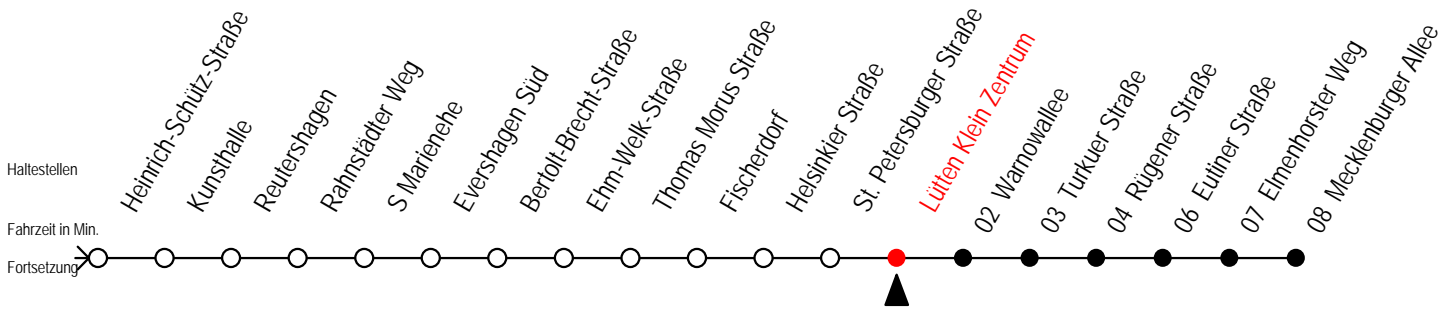 Haltestellen
Fahrzeit in Min.
Fortsetzung
Heinrich-Schütz-Straße
Kunsthalle
Reutershagen
Rahnstädter Weg
S Marienehe
Evershagen Süd
Bertolt-Brecht-Straße
Ehm-Welk-Straße
Thomas Morus Straße
Fischerdorf
Helsinkier Straße
St. Petersburger Straße
Lütten Klein Zentrum
02 Warnowallee
03 Turkuer Straße
04 Rügener Straße
06 Eutiner Straße
07 Elmenhorster Weg
08 Mecklenburger Allee